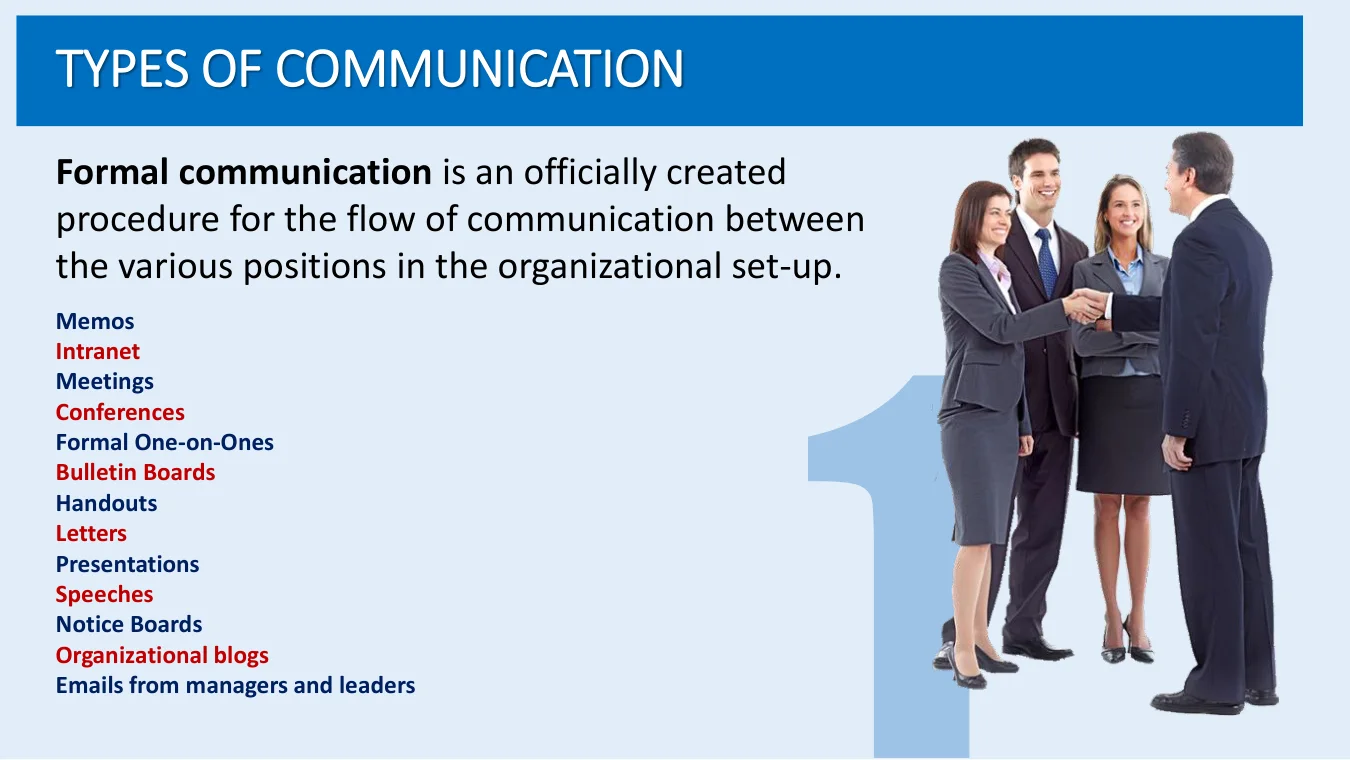 TYPES OF COMMUNICATION
Formal communication is an officially created
procedure for the flow of communication between
the various positions in the organizational set-up.
Memos
Intranet
Meetings
Conferences
Formal One-on-Ones
Bulletin Boards
Handouts
Letters
Presentations
Speeches
Notice Boards
Organizational blogs
Emails from managers and leaders
1